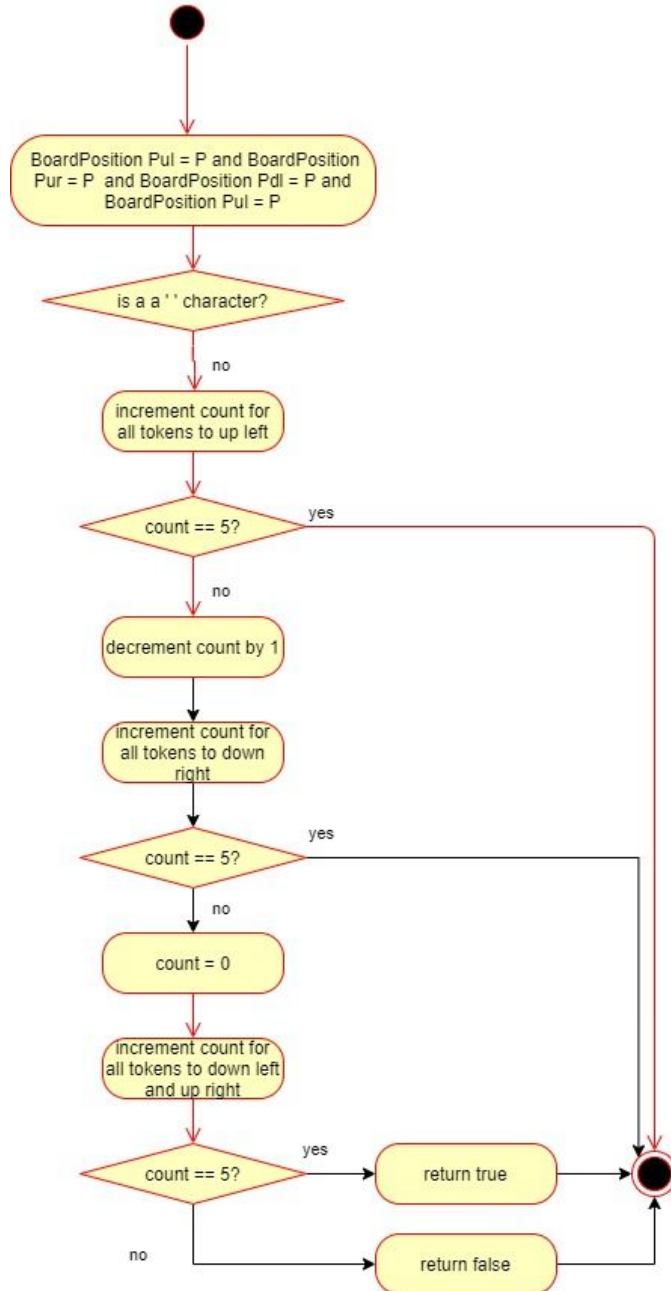 BoardPosition Pul = P and BoardPosition
Pur = P and BoardPosition Pdl = P and
BoardPosition Pul = P
is a a ' ' character?
no
increment count for
all tokens to up left
yes
count == 5?
no
decrement count by 1
increment count for
all tokens to down
right
yes
count == 5?
no
count = 0
increment count for
all tokens to down left
and up right
yes
count == 5?
return true
no
return false